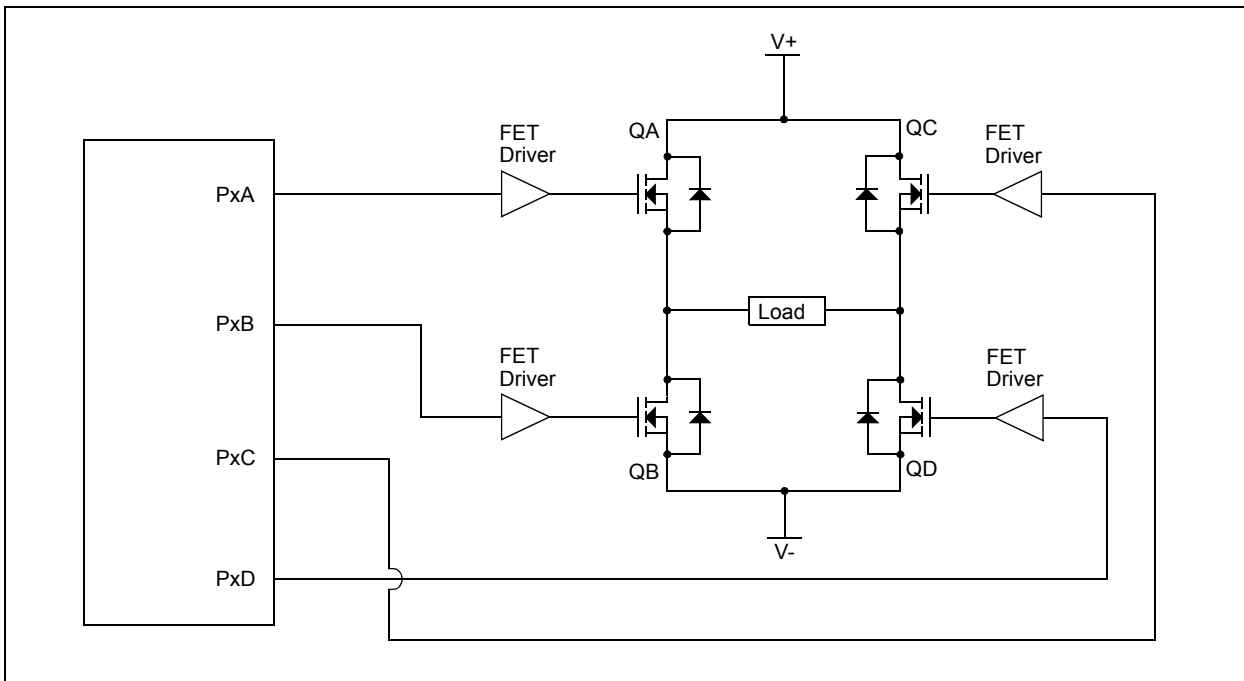 V+
QA
QC
FET
Driver
FET
Driver
PxA
Load
PxB
FET
Driver
FET
Driver
PxC
QB
QD
V-
PxD